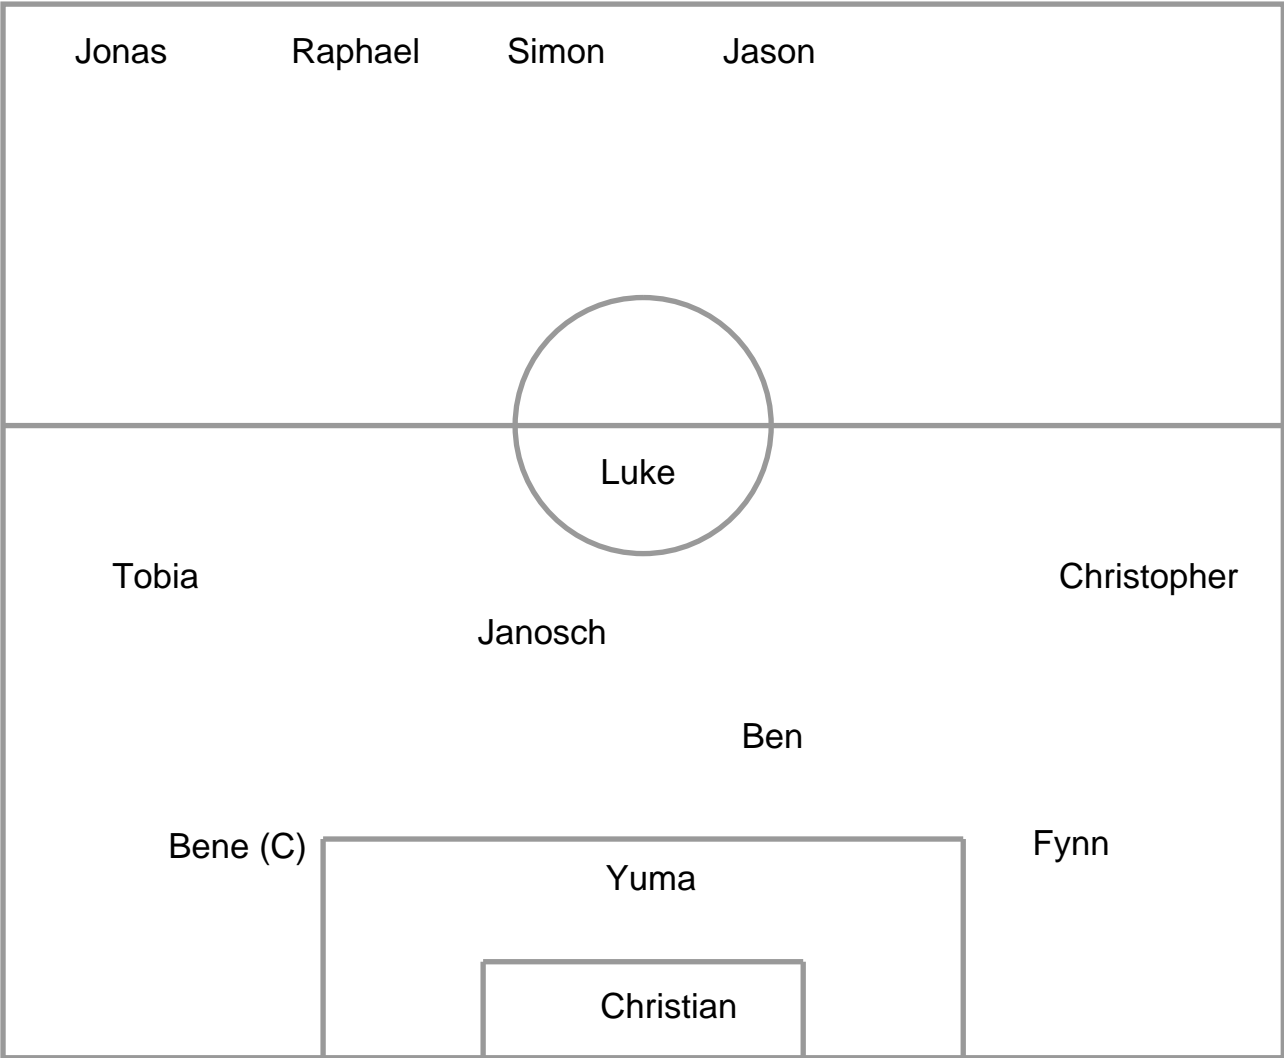 Jonas Raphael Simon Jason
Luke
Tobia Christopher
Janosch
Ben
Bene (C) Fynn
Yuma
Christian